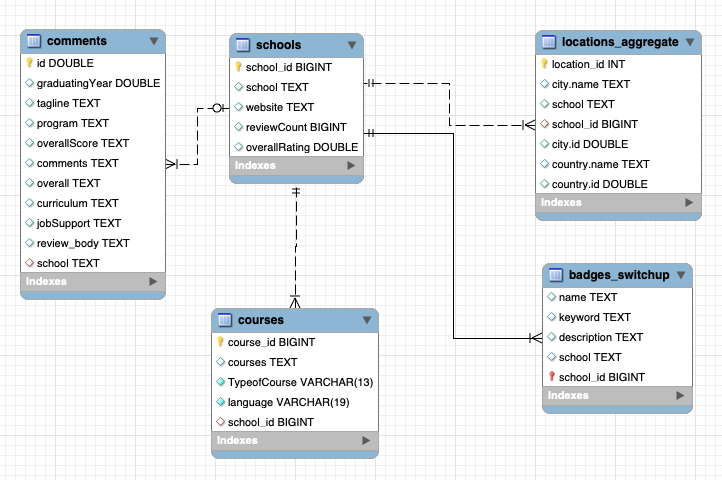 comments
id DOUBLE
graduatingYear DOUBLE
tagline TEXT
program TEXT
overallScore TEXT
comments TEXT
overall TEXT
curriculum TEXT
jobSupport TEXT
review_body TEXT
school TEXT
Indexes
schools
school_id BIGINT
school TEXT
website TEXT
reviewCount BIGINT
overallRating DOUBLE
Indexes
locations_aggregate
location_id INT
city.name TEXT
school TEXT
school_id BIGINT
city.id DOUBLE
country.name TEXT
country.id DOUBLE
Indexes
courses
course_id BIGINT
courses TEXT
TypeofCourse VARCHAR(13)
language VARCHAR(19)
school_id BIGINT
Indexes
badges_switchup
name TEXT
keyword TEXT
description TEXT
school TEXT
school_id BIGINT
Indexes